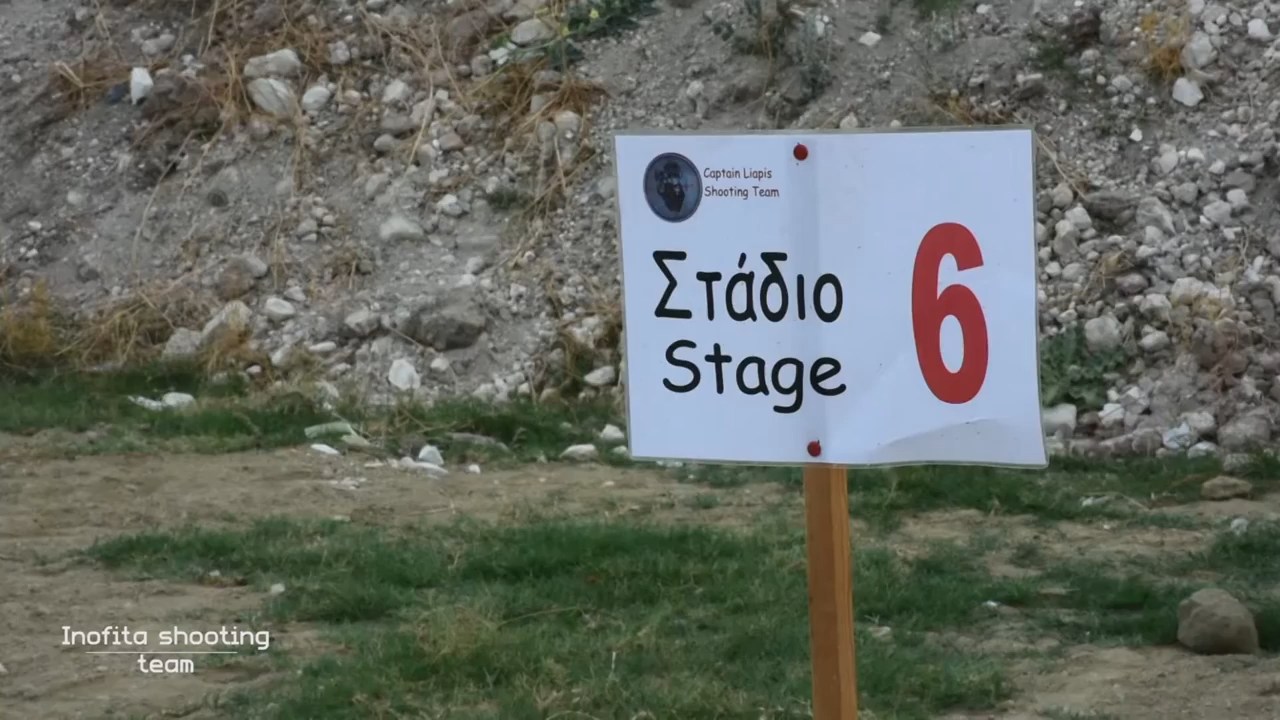 Captain Liapis
Shooting Team
Στάδιο
Stage
6
Inofita shooting
team